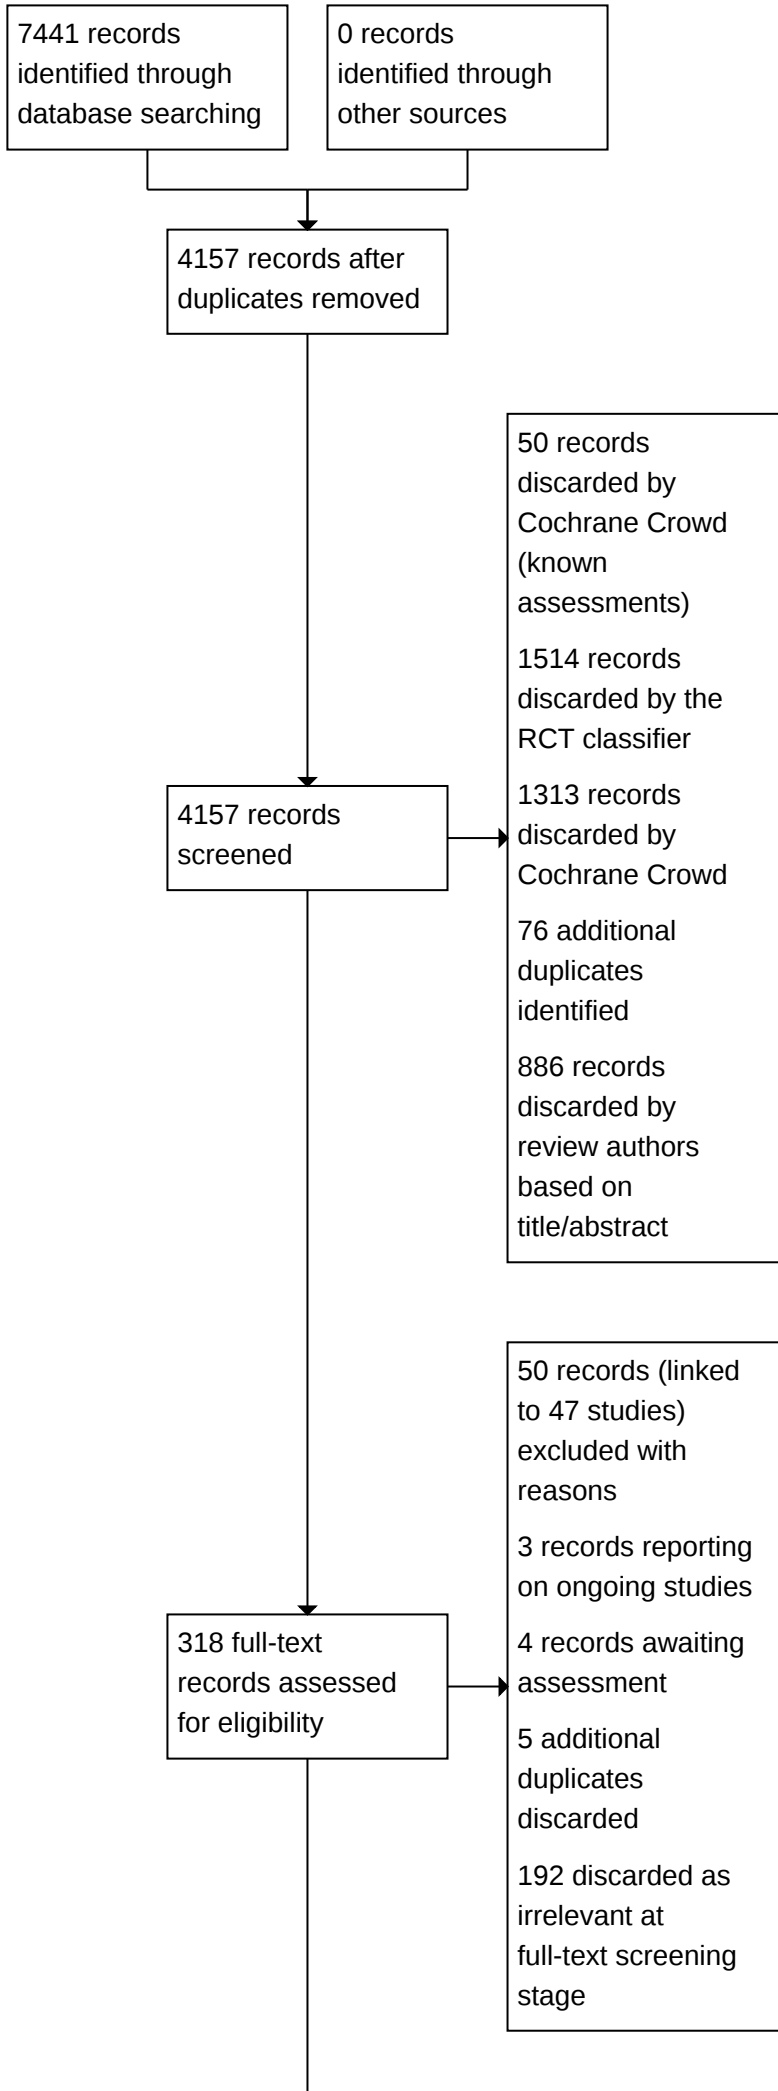 7441 records
identified through
database searching
0 records
identified through
other sources
4157 records after
duplicates removed
50 records
discarded by
Cochrane Crowd
(known
assessments)
1514 records
discarded by the
RCT classifier
1313 records
discarded by
Cochrane Crowd
76 additional
duplicates
identified
886 records
discarded by
review authors
based on
title/abstract
4157 records
screened
50 records (linked
to 47 studies)
excluded with
reasons
3 records reporting
on ongoing studies
4 records awaiting
assessment
5 additional
duplicates
discarded
192 discarded as
irrelevant at
full-text screening
stage
318 full-text
records assessed
for eligibility